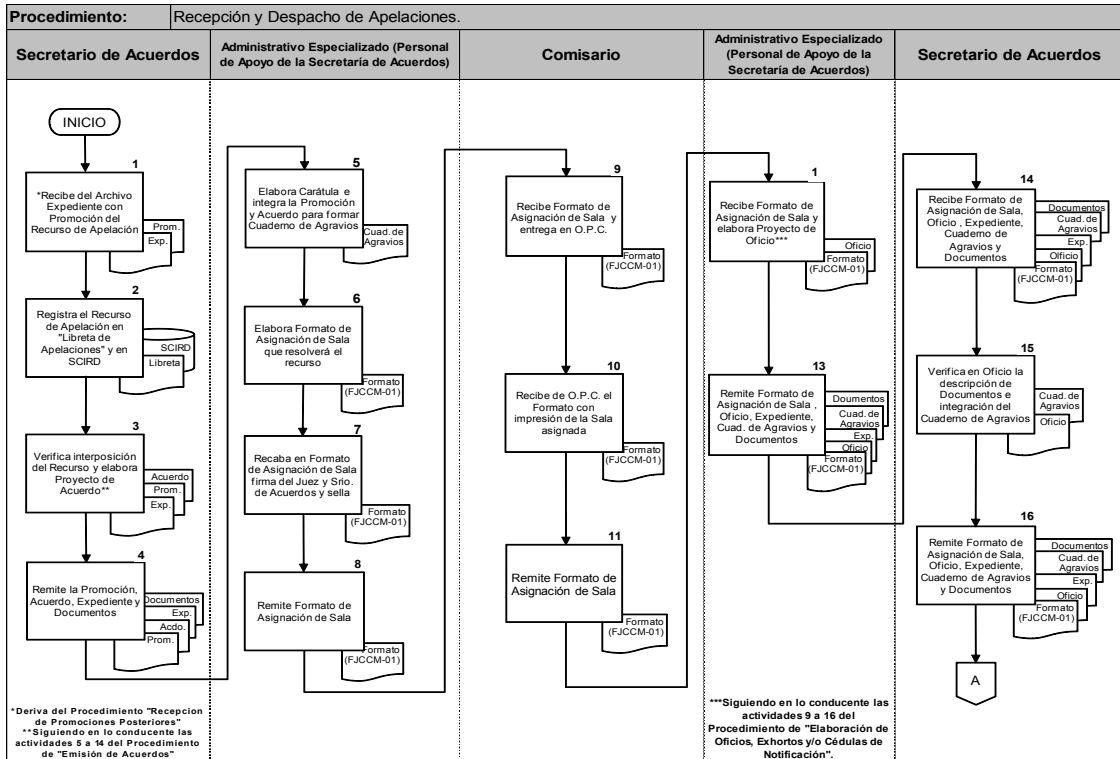 Procedimiento: Recepción y Despacho de Apelaciones.
Secretario de Acuerdos
Administrativo Especializado (Personal
de Apoyo de la Secretaría de Acuerdos)
Comisario
Administrativo Especializado
(Personal de Apoyo de la
Secretaría de Acuerdos)
Secretario de Acuerdos
INICIO
1
*Recibe del Archivo
Expediente con
Promoción del
Recurso de Apelación
Prom.
Exp.
2
Registra el Recurso
de Apelación en
"Libreta de
Apelaciones" y en
SCIRD
SCIRD
Libreta
3
Verifica interposición
del Recurso y elabora
Proyecto de
Acuerdo**
Acuerdo
Prom.
Exp.
4
Remite la Promoción,
Acuerdo, Expediente y
Documentos
Documentos
Exp.
Acdo.
Prom.
*Deriva del Procedimiento "Recepcion
de Promociones Posteriores"
**Siguiendo en lo conducente las
actividades 5 a 14 del Procedimiento
de "Emisión de Acuerdos"
5
Elabora Carátula e
integra la Promoción
y Acuerdo para formar
Cuaderno de Agravios
Cuad. de
Agravios
6
Elabora Formato de
Asignación de Sala
que resolverá el
recurso
Formato
(FJCCM-01)
7
Recaba en Formato
de Asignación de Sala
firma del Juez y Srio.
de Acuerdos y sella
Formato
(FJCCM-01)
8
Remite Formato de
Asignación de Sala
Formato
(FJCCM-01)
9
Recibe Formato de
Asignación de Sala y
entrega en O.P.C.
Formato
(FJCCM-01)
10
Recibe de O.P.C. el
Formato con
impresión de la Sala
asignada
Formato
(FJCCM-01)
11
Remite Formato de
Asignación de Sala
Formato
(FJCCM-01)
1
Recibe Formato de
Asignación de Sala y
elabora Proyecto de
Oficio***
Oficio
Formato
(FJCCM-01)
13
Remite Formato de
Asignación de Sala ,
Oficio, Expediente,
Cuad. de Agravios y
Documentos
Doumentos
Cuad. de
Agravios
Exp.
Oficio
Formato
(FJCCM-01)
***Siguiendo en lo conducente las
actividades 9 a 16 del
Procedimiento de "Elaboración de
Oficios, Exhortos y/o Cédulas de
Notificación".
14
Recibe Formato de
Asignación de Sala,
Oficio , Expediente,
Cuaderno de
Agravios y
Documentos
Documentos
Cuad. de
Agravios
Exp.
Olficio
Formato
(FJCCM-01)
15
Verifica en Oficio la
descripción de
Documentos e
integración del
Cuaderno de Agravios
Cuad. de
Agravios
Oficio
16
Remite Formato de
Asignación de Sala,
Oficio, Expediente,
Cuaderno de Agravios
y Documentos
Documentos
Cuad. de
Agravios
Exp.
Oficio
Formato
(FJCCM-01)
A